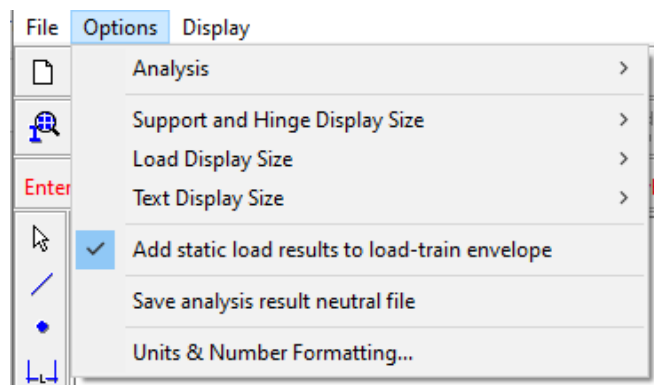 File Options Display
Analysis
Support and Hinge Display Size
Load Display Size
Enter
Text Display Size
Add static load results to load-train envelope
Save analysis result neutral file
Units & Number Formatting...
L